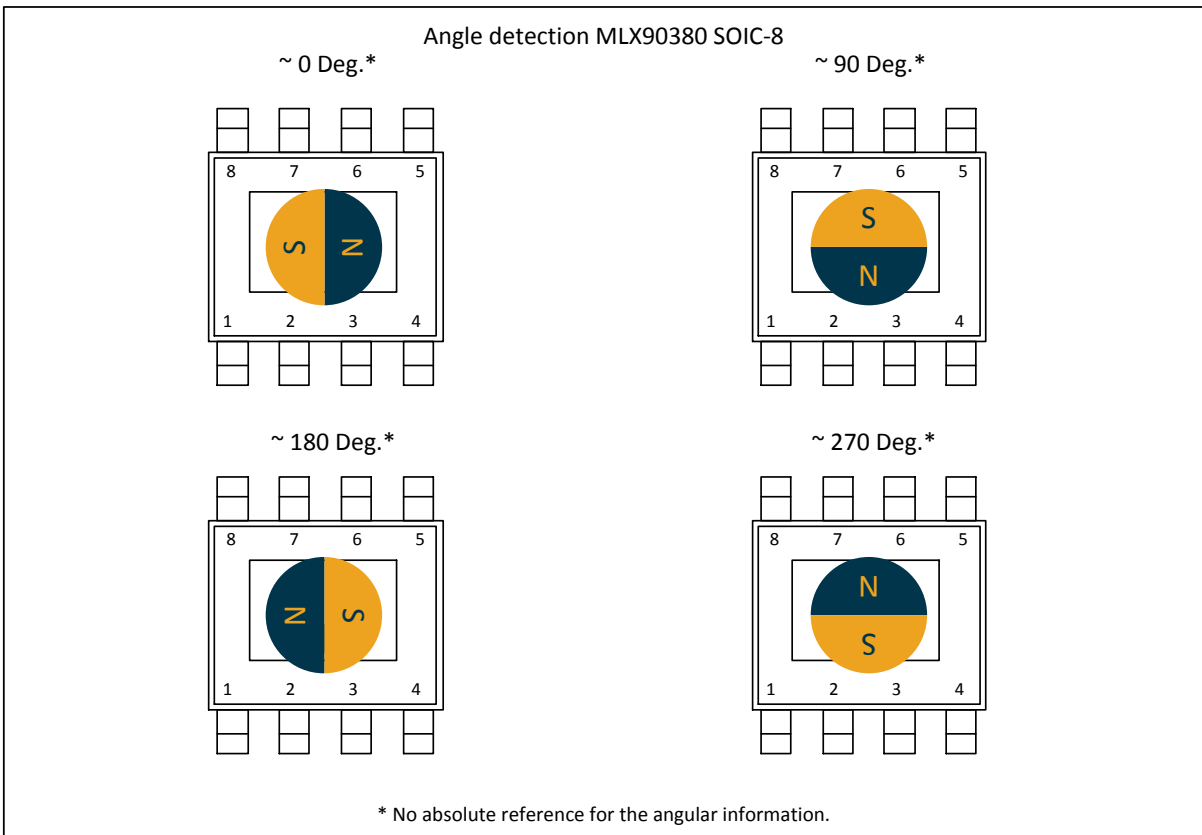 Angle detection MLX90380 SOIC-8
~ 0 Deg.*
~ 90 Deg.*
8 7 6 5
S N
1 2 3 4
8 7 6 5
S
N
1 2 3 4
~ 180 Deg.*
~ 270 Deg.*
8 7 6 5
N S
1 2 3 4
8 7 6 5
N
S
1 2 3 4
* No absolute reference for the angular information.